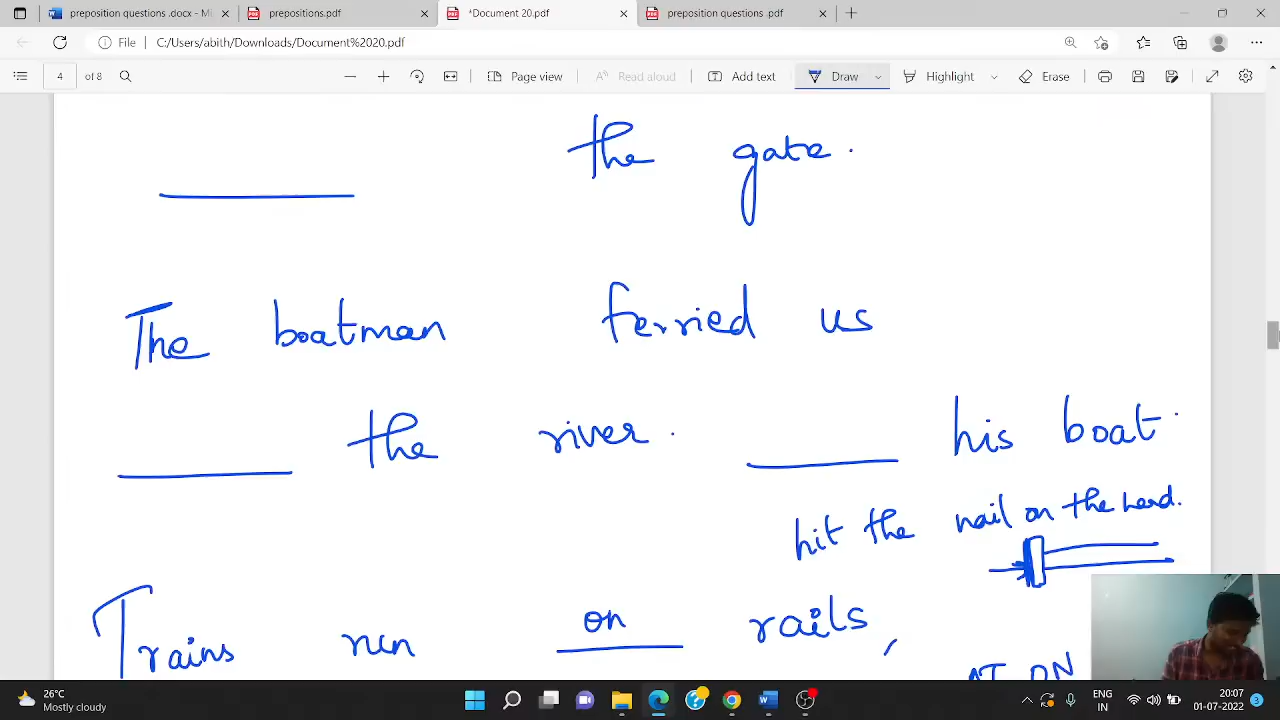 preposition questions .docx - Mi
prepositions.pdf
*Document 20.pdf
preposition questions .pdf
File
C:/Users/abith/Downloads/Document%2020.pdf
4 of 8
Page view
Read aloud
Add text
Draw
Highlight
Erase
the gate.
The boatman ferried us
the river. his boat.
hit the nail on the head.
Trains run on rails,
AT ON
26°C
Mostly cloudy
ENG
IN
20:07
01-07-2022
3